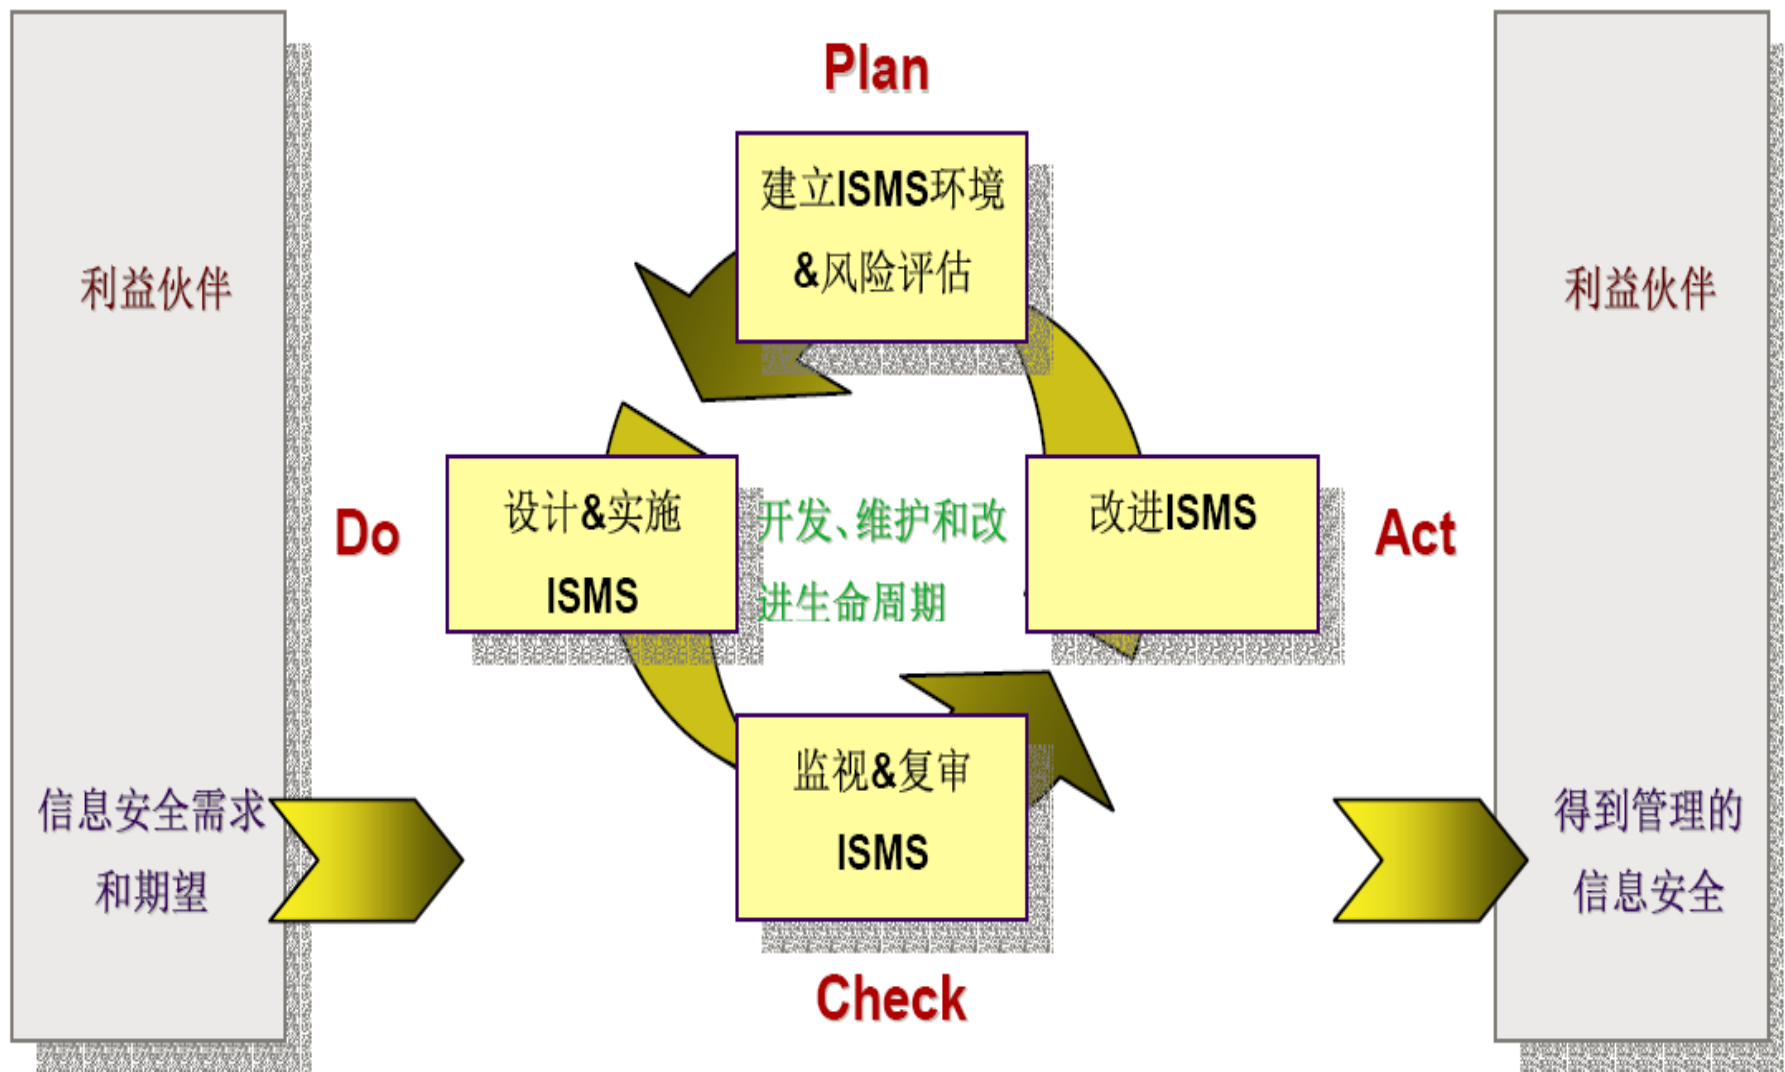 Plan
建立ISMS环境
&风险评估
利益伙伴
利益伙伴
Do
设计&实施
ISMS
开发、维护和改
进生命周期
改进ISMS
Act
信息安全需求
和期望
监视&复审
ISMS
得到管理的
信息安全
Check